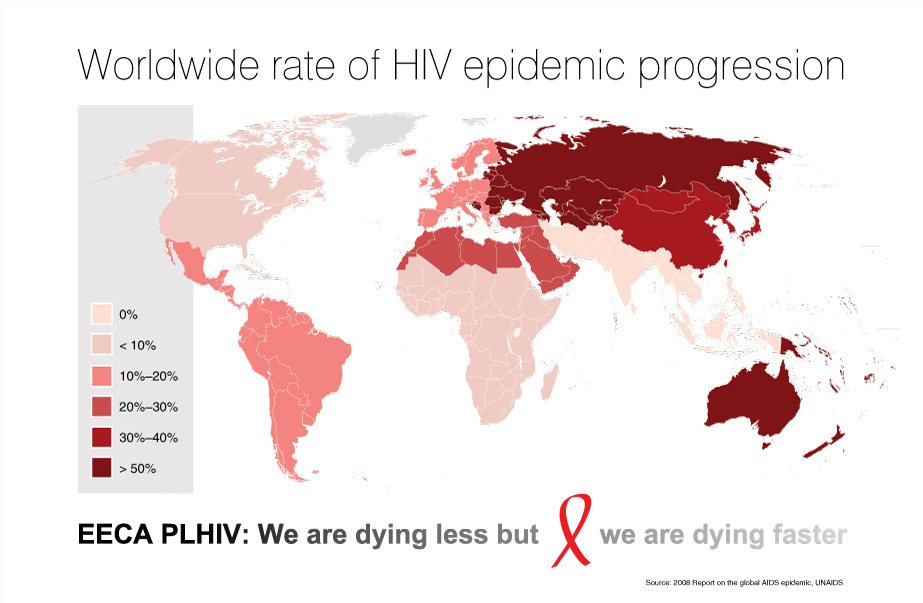 Worldwide rate of HIV epidemic progression
0%
< 10%
10%–20%
20%–30%
30%–40%
> 50%
EECA PLHIV: We are dying less but we are dying faster
Source: 2008 Report on the global AIDS epidemic, UNAIDS